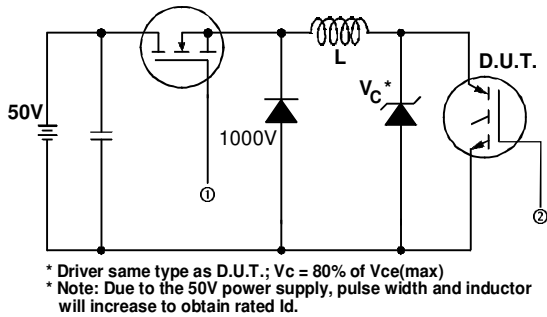 L
D.U.T.
V_C *
50V
1000V
①
②
* Driver same type as D.U.T.; Vc = 80% of Vce(max)
* Note: Due to the 50V power supply, pulse width and inductor
will increase to obtain rated Id.